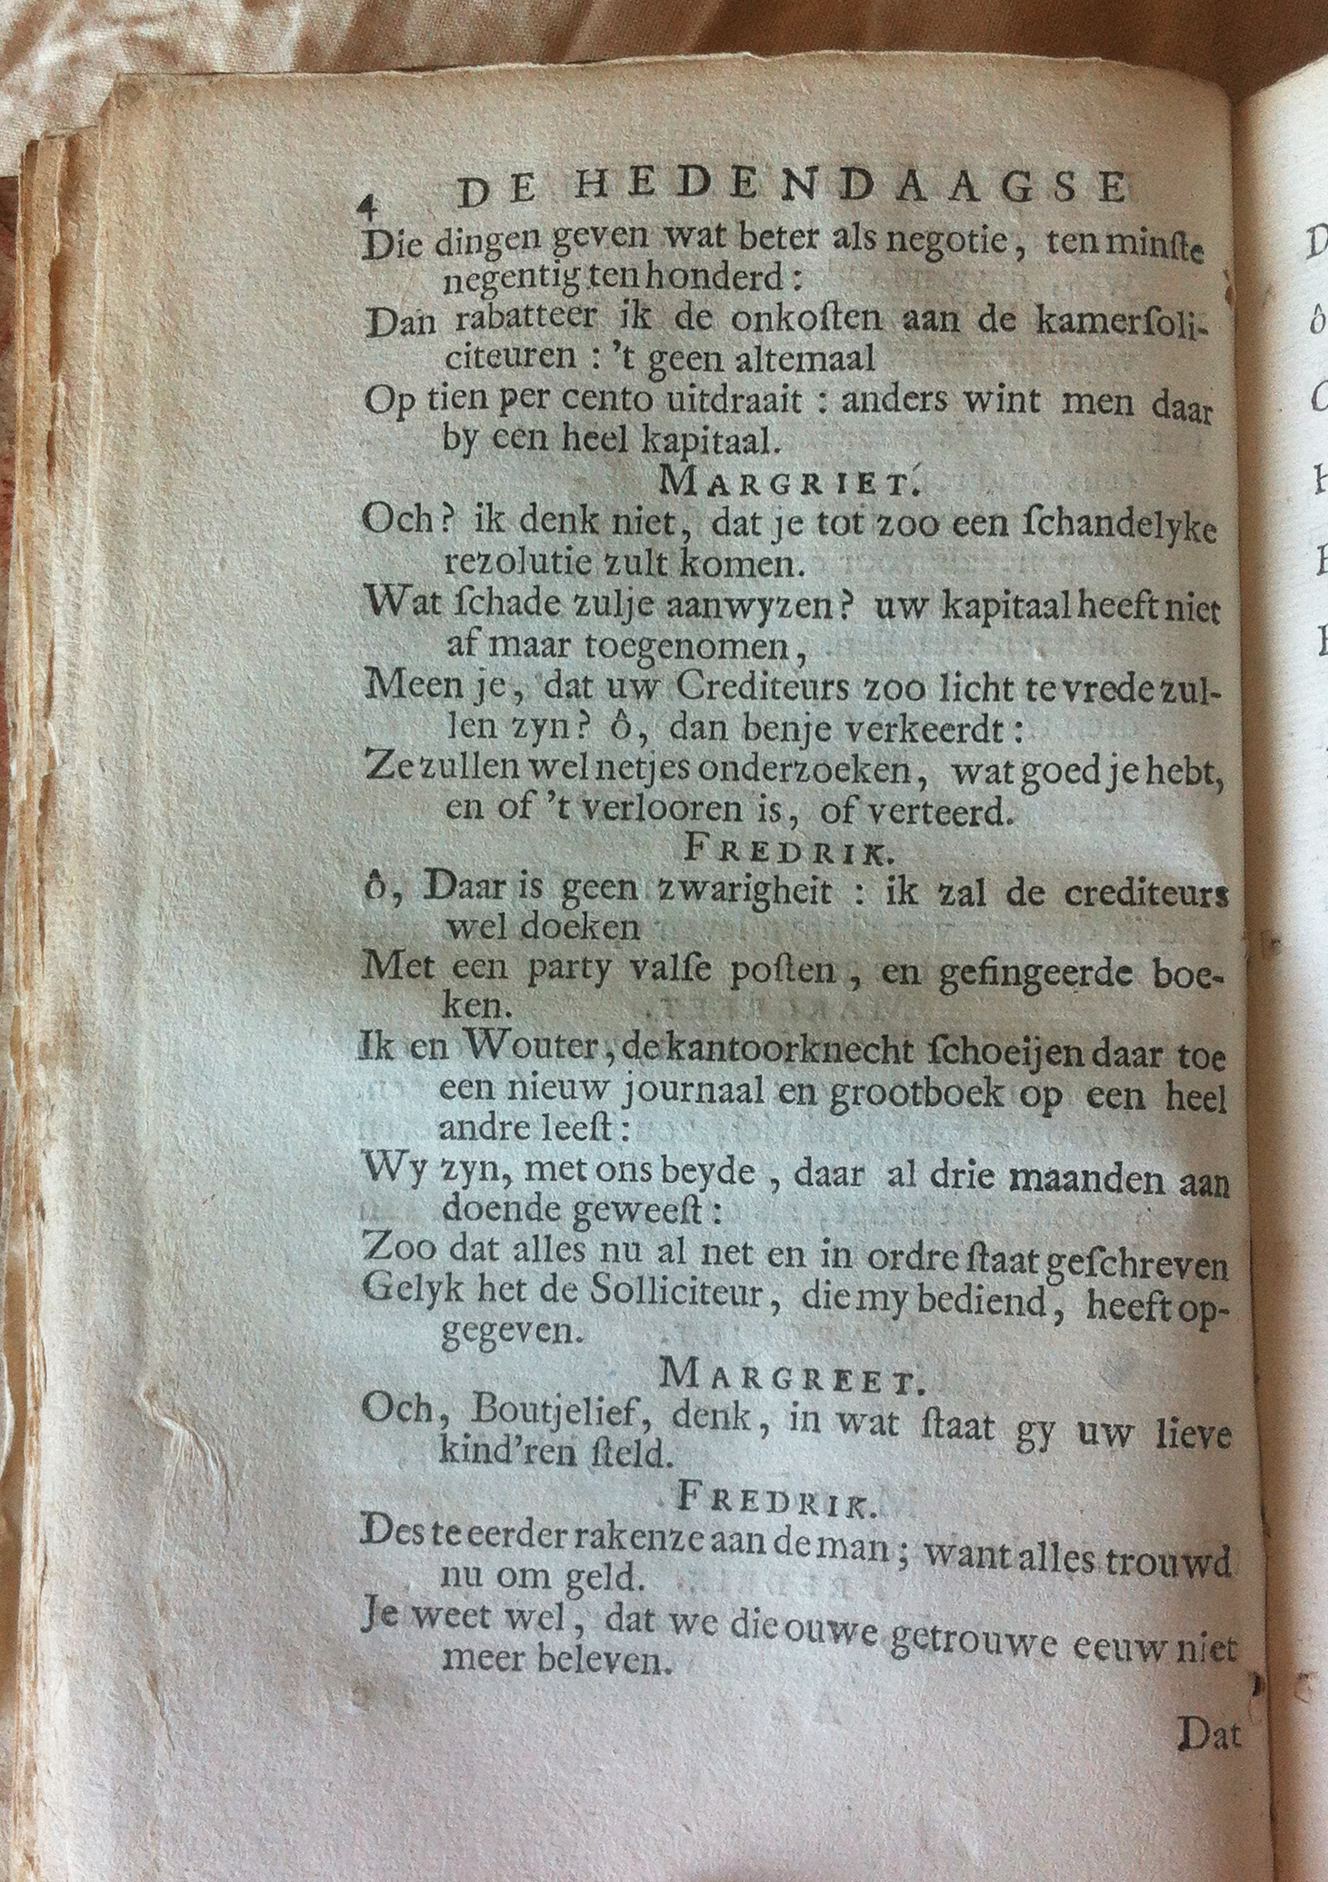 4 DE HEDENDAAGSE
Die dingen geven wat beter als negotie, ten minſte
negentig ten honderd:
Dan rabatteer ik de onkoſten aan de kamerſoli-
citeuren: 't geen altemaal
Op tien per cento uitdraait: anders wint men daar
by een heel kapitaal.
MARGRIET.
Och? ik denk niet, dat je tot zoo een ſchandelyke
rezolutie zult komen.
Wat ſchade zulje aanwyzen? uw kapitaal heeft niet
af maar toegenomen,
Meen je, dat uw Crediteurs zoo licht te vrede zul-
len zyn? ô, dan benje verkeerdt:
Ze zullen wel netjes onderzoeken, wat goed je hebt,
en of 't verlooren is, of verteerd.
FREDRIK.
ô, Daar is geen zwarigheit: ik zal de crediteurs
wel doeken
Met een party valſe poſten, en gefingeerde boe-
ken.
Ik en Wouter, de kantoorknecht ſchoeijen daar toe
een nieuw journaal en grootboek op een heel
andre leeſt:
Wy zyn, met ons beyde, daar al drie maanden aan
doende geweeſt:
Zoo dat alles nu al net en in ordre ſtaat geſchreven
Gelyk het de Solliciteur, die my bediend, heeft op-
gegeven.
MARGREET.
Och, Boutjelief, denk, in wat ſtaat gy uw lieve
kind'ren ſteld.
FREDRIK.
Des te eerder rakenze aan de man; want alles trouwd
nu om geld.
Je weet wel, dat we die ouwe getrouwe eeuw niet
meer beleven.
Dat